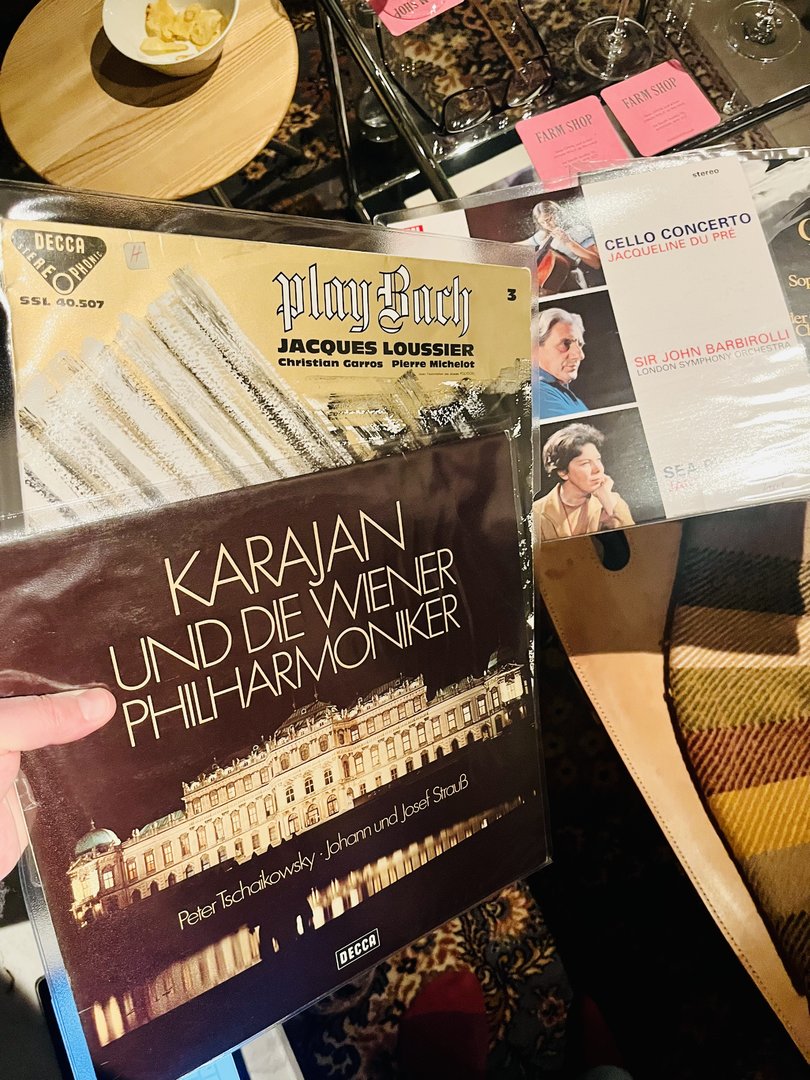 FARM SHOP
FARM SHOP
DECCA
STEREOPHONIC
SSL 40.507
4
play Bach
3
JACQUES LOUSSIER
Christian Garros Pierre Michelot
stereo
CELLO CONCERTO
JACQUELINE DU PRÉ
SIR JOHN BARBIROLLI
LONDON SYMPHONY ORCHESTRA
SEA
KARAJAN
UND DIE WIENER
PHILHARMONIKER
Peter Tschaikowsky · Johann und Josef Strauß
DECCA